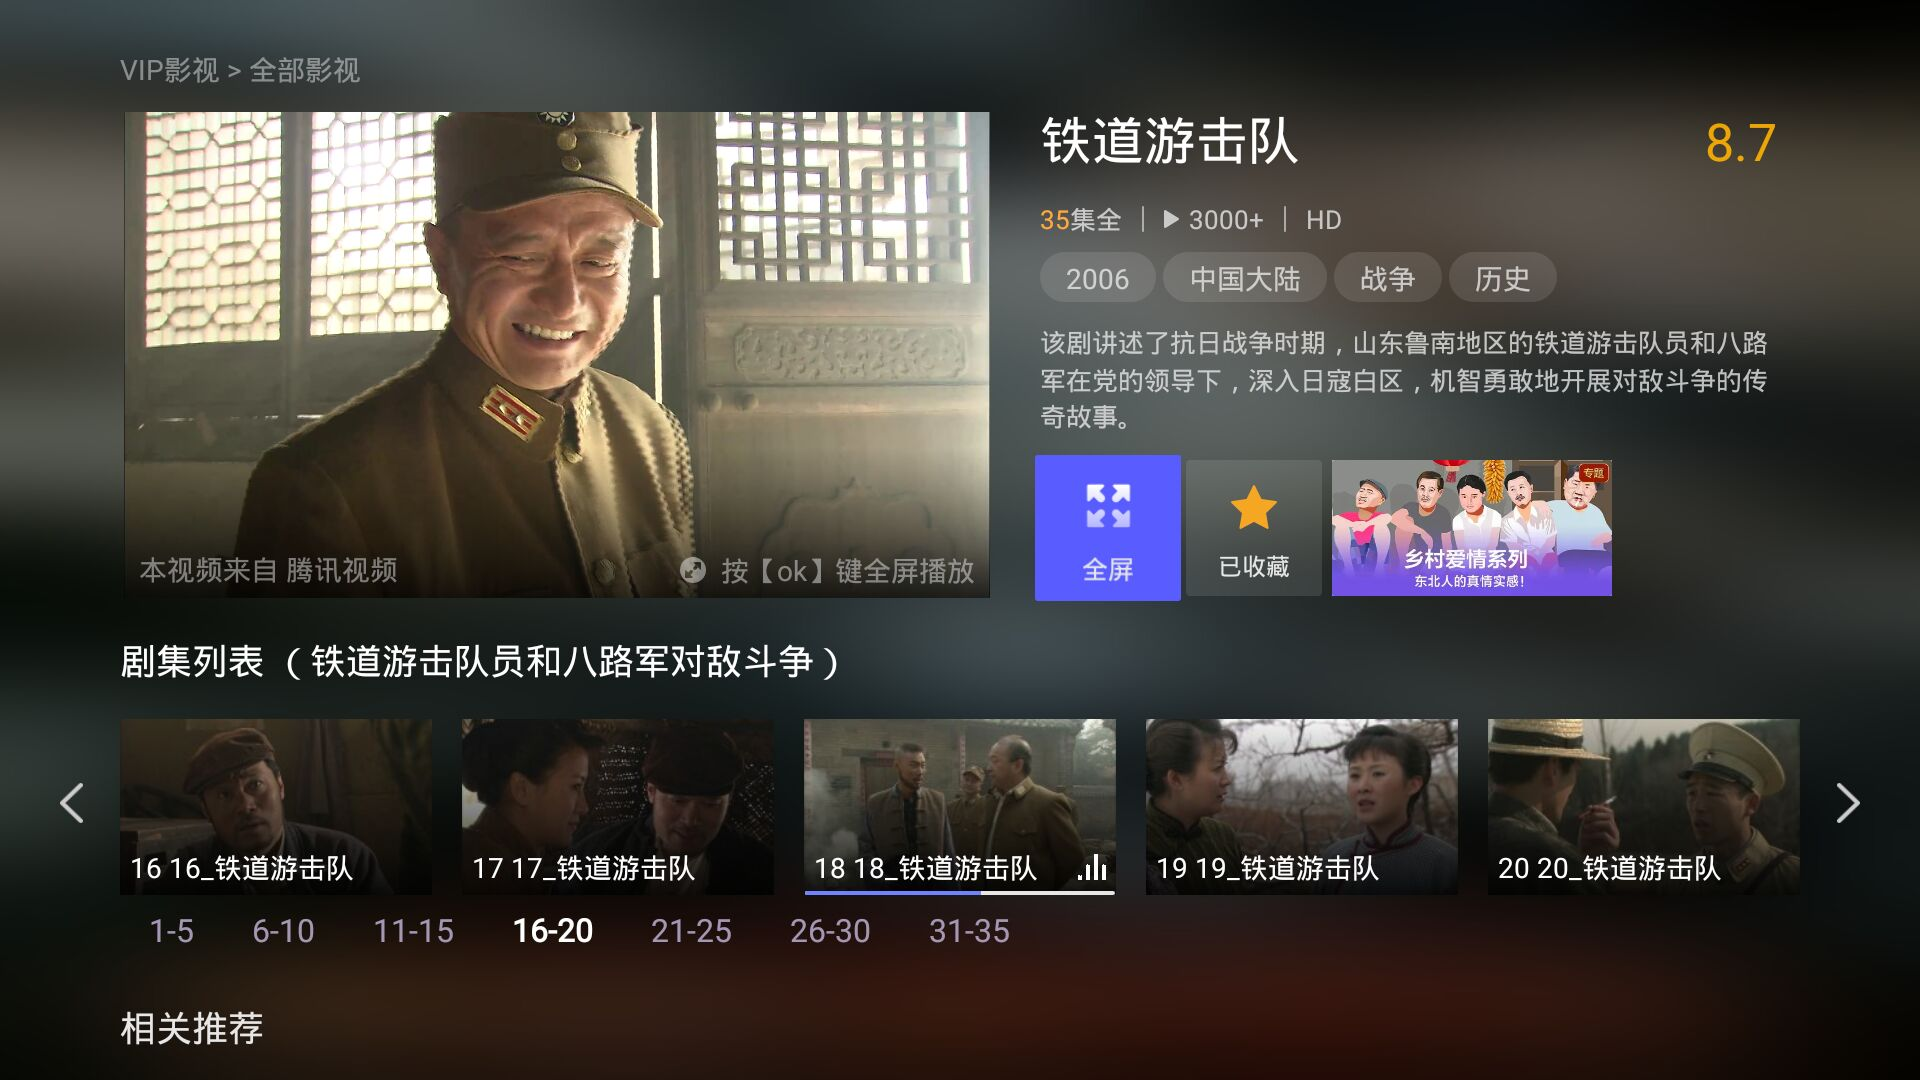 VIP影视 > 全部影视
本视频来自 腾讯视频
按【ok】键全屏播放
铁道游击队
8.7
35集全 | 3000+ | HD
2006 中国大陆 战争 历史
该剧讲述了抗日战争时期，山东鲁南地区的铁道游击队员和八路
军在党的领导下，深入日寇白区，机智勇敢地开展对敌斗争的传
奇故事。
全屏
已收藏
专题
乡村爱情系列
东北人的真情实感！
剧集列表 （铁道游击队员和八路军对敌斗争）
16 16_铁道游击队
17 17_铁道游击队
18 18_铁道游击队
19 19_铁道游击队
20 20_铁道游击队
1-5 6-10 11-15 16-20 21-25 26-30 31-35
相关推荐